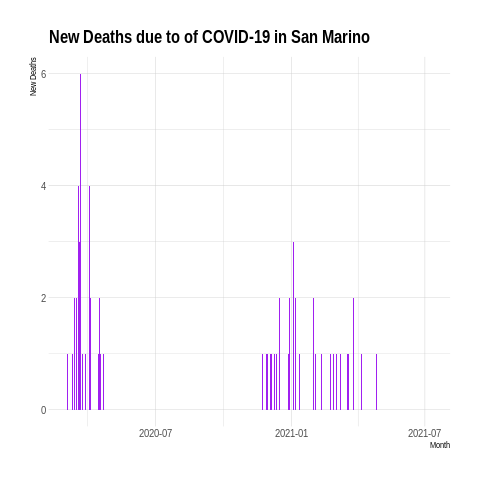 New Deaths due to of COVID-19 in San Marino
New Deaths
6
4
2
0
2020-07
2021-01
2021-07
Month